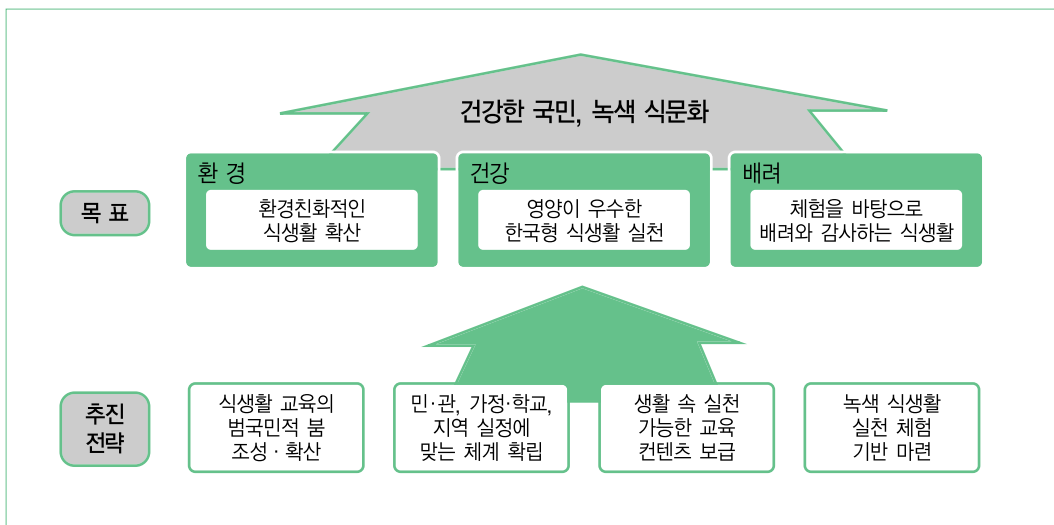 건강한 국민, 녹색 식문화
목 표
환 경
환경친화적인
식생활 확산
건강
영양이 우수한
한국형 식생활 실천
배려
체험을 바탕으로
배려와 감사하는 식생활
추진
전략
식생활 교육의
범국민적 붐
조성 · 확산
민·관, 가정·학교,
지역 실정에
맞는 체계 확립
생활 속 실천
가능한 교육
컨텐츠 보급
녹색 식생활
실천 체험
기반 마련